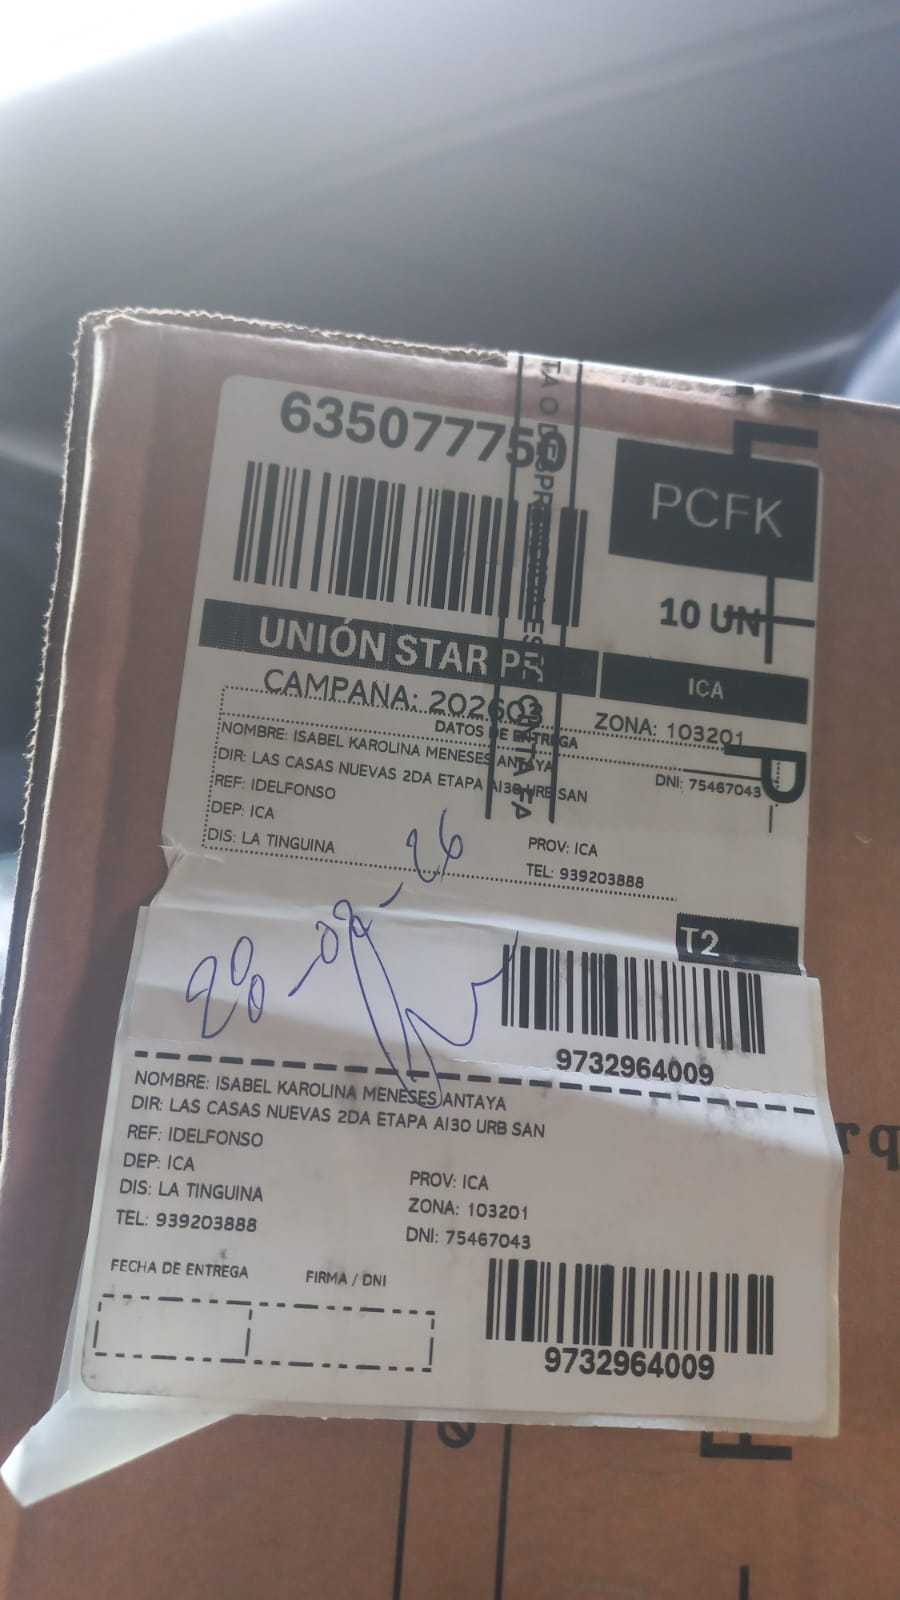 635077750
PCFK
10 UN
UNIÓN STAR
ICA
CAMPAÑA: 202603
ZONA: 103201
DATOS DE ENTREGA
NOMBRE: ISABEL KAROLINA MENESES ANTAYA
DNI: 75467043
DIR: LAS CASAS NUEVAS 2DA ETAPA AI30 URB SAN
REF: IDELFONSO
DEP: ICA
PROV: ICA
DIS: LA TINGUINA
TEL: 939203888
T2
9732964009
NOMBRE: ISABEL KAROLINA MENESES ANTAYA
DIR: LAS CASAS NUEVAS 2DA ETAPA AI30 URB SAN
REF: IDELFONSO
DEP: ICA
PROV: ICA
DIS: LA TINGUINA
ZONA: 103201
TEL: 939203888
DNI: 75467043
FECHA DE ENTREGA
FIRMA / DNI
9732964009